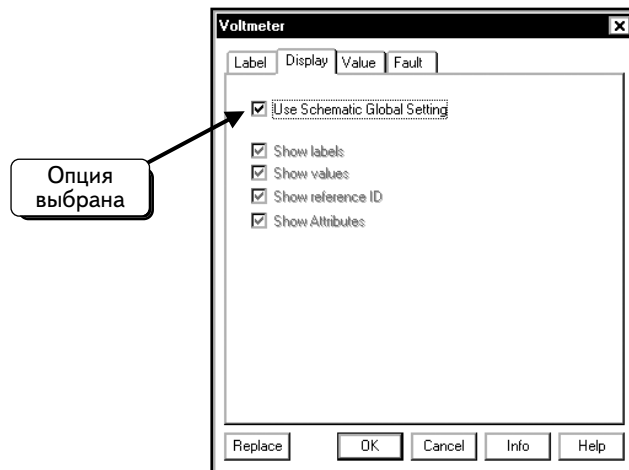 Voltmeter
Label Display Value Fault
Use Schematic Global Setting
Show labels
Show values
Show reference ID
Show Attributes
Опция
выбрана
Replace OK Cancel Info Help